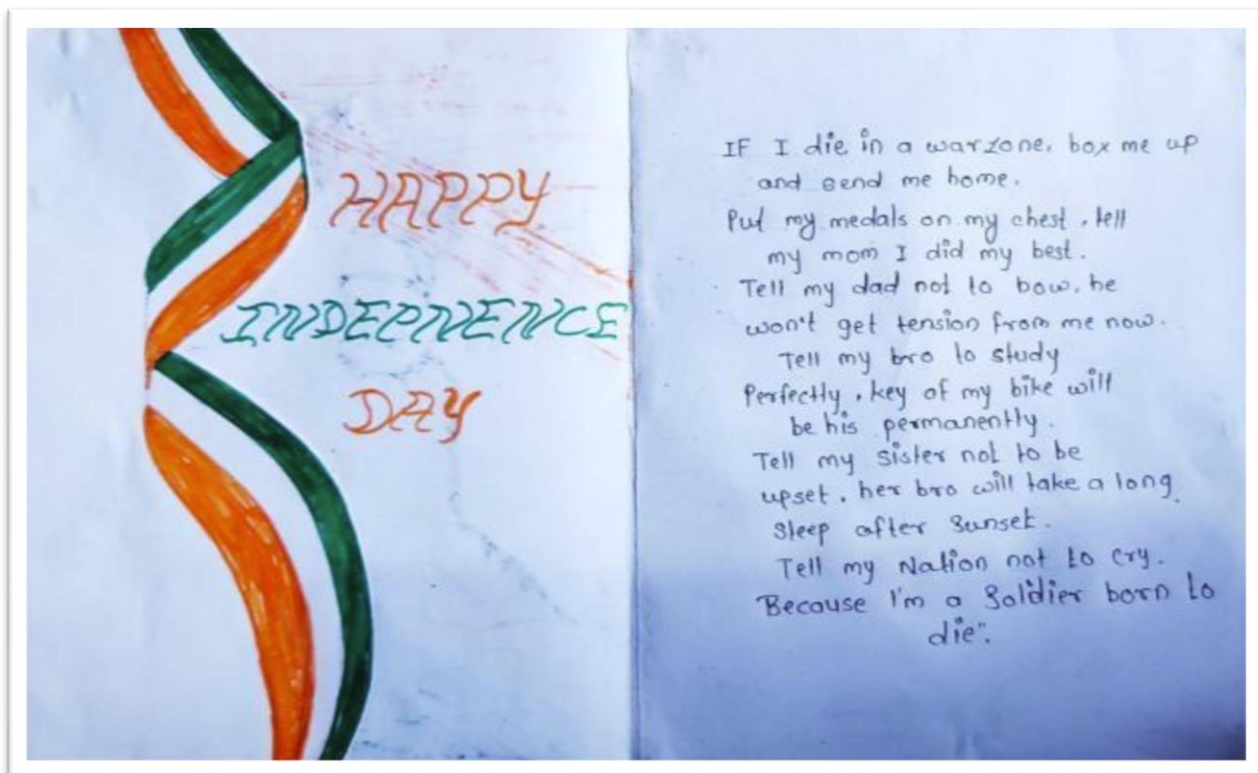 HAPPY
INDEPNENCE
DAY
IF I die in a warzone, box me up
and send me home.
Put my medals on my chest, tell
my mom I did my best.
Tell my dad not to bow, he
won't get tension from me now.
Tell my bro to study
Perfectly, key of my bike will
be his permanently.
Tell my sister not to be
upset, her bro will take a long
Sleep after Sunset.
Tell my Nation not to cry.
Because I'm a Soldier born to
die".